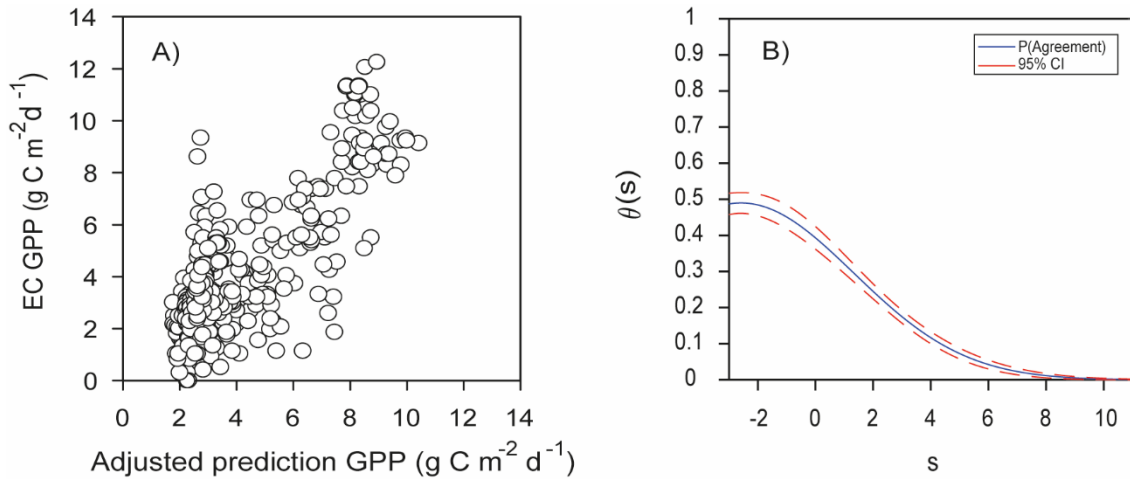 A)
EC GPP (g C m⁻²d⁻¹)
14
12
10
8
6
4
2
0
0 2 4 6 8 10 12 14
Adjusted prediction GPP (g C m⁻² d⁻¹)
B)
P(Agreement)
95% CI
θ(s)
1
0.9
0.8
0.7
0.6
0.5
0.4
0.3
0.2
0.1
0
-2 0 2 4 6 8 10
s